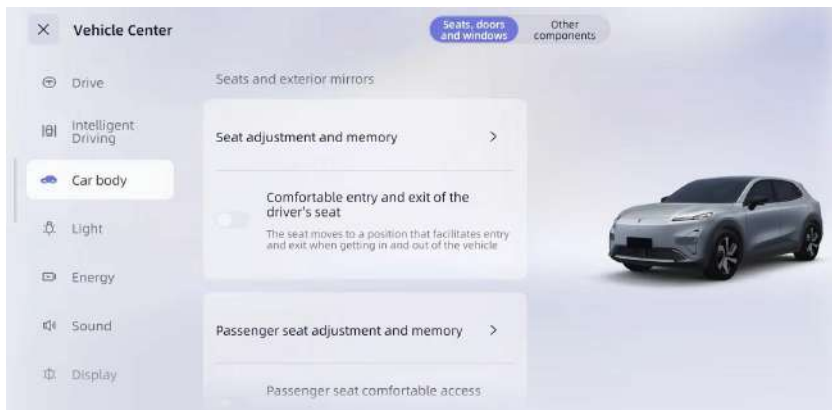 Vehicle Center
Seats, doors
and windows
Other
components
Drive
Intelligent
Driving
Car body
Light
Energy
Sound
Display
Seats and exterior mirrors
Seat adjustment and memory
Comfortable entry and exit of the
driver's seat
The seat moves to a position that facilitates entry
and exit when getting in and out of the vehicle
Passenger seat adjustment and memory
Passenger seat comfortable access